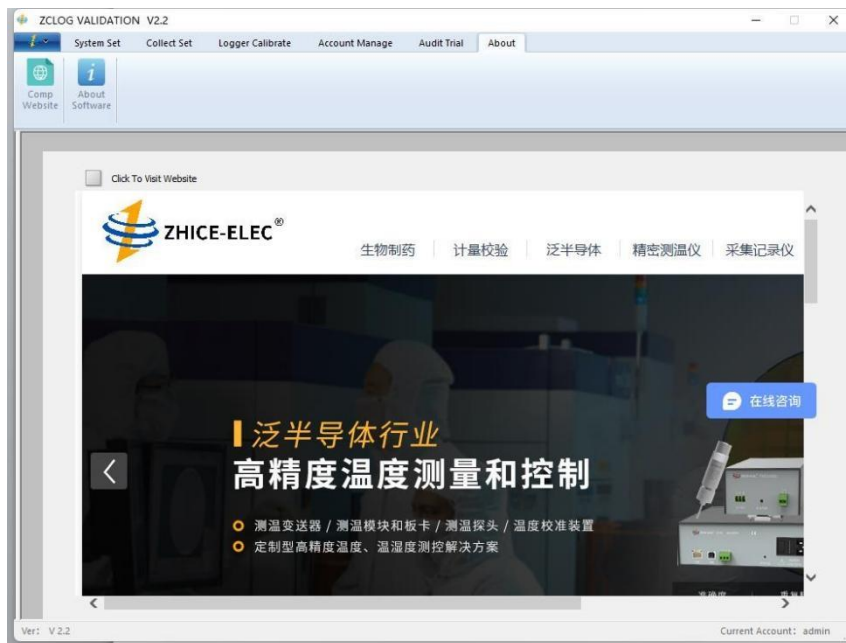 ZCLOG VALIDATION V2.2
System Set Collect Set Logger Calibrate Account Manage Audit Trial About
Comp Website
About Software
Click To Visit Website
ZHICE-ELEC®
生物制药 计量校验 泛半导体 精密测温仪 采集记录仪
在线咨询
泛半导体行业
高精度温度测量和控制
测温变送器 / 测温模块和板卡 / 测温探头 / 温度校准装置
定制型高精度温度、温湿度测控解决方案
Ver: V 2.2
Current Account: admin